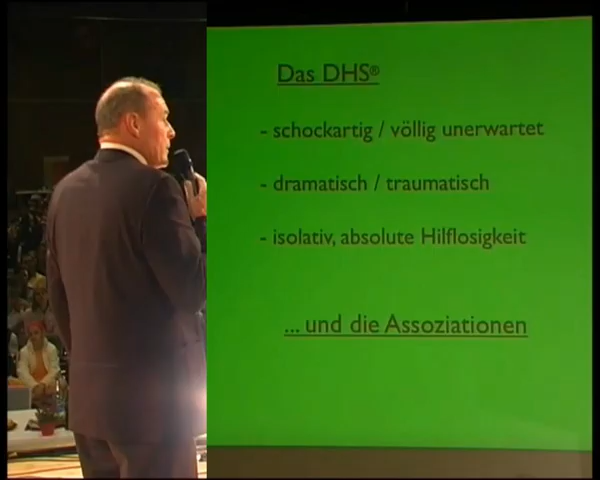 Das DHS®
- schockartig / völlig unerwartet
- dramatisch / traumatisch
- isolativ, absolute Hilflosigkeit
... und die Assoziationen